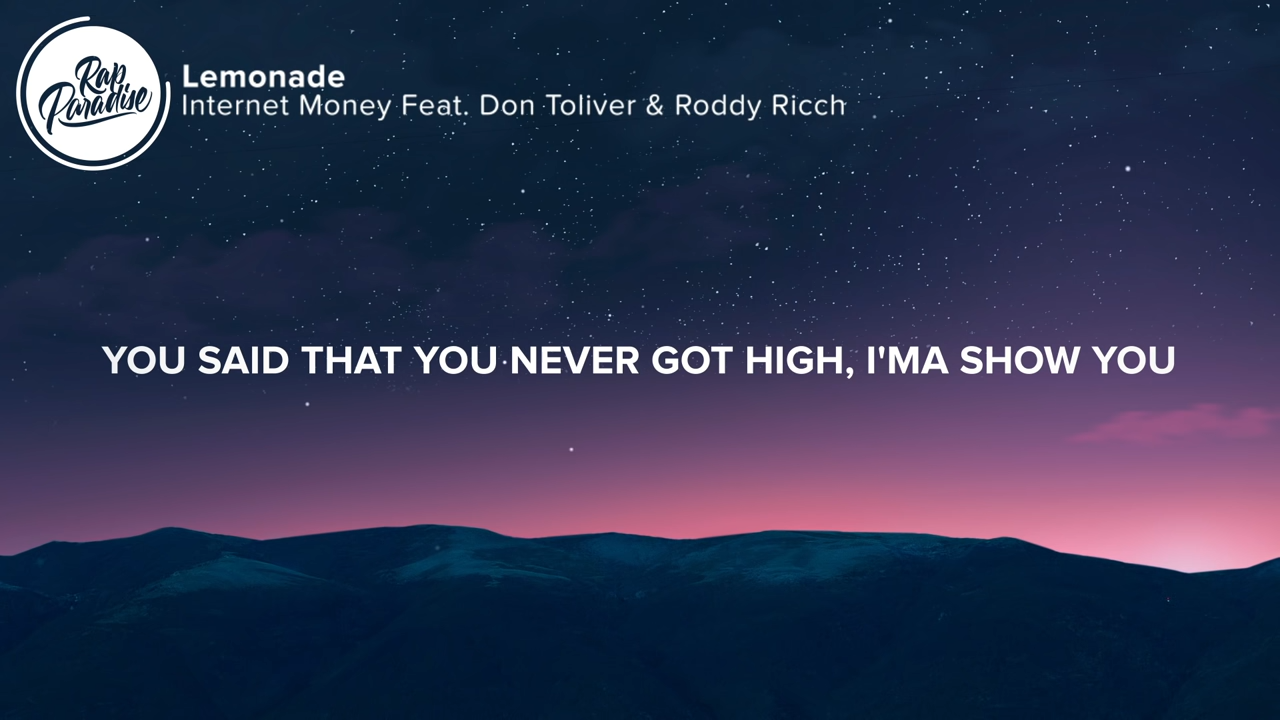 Rap
Paradise
Lemonade
Internet Money Feat. Don Toliver & Roddy Ricch
YOU SAID THAT YOU NEVER GOT HIGH, I'MA SHOW YOU